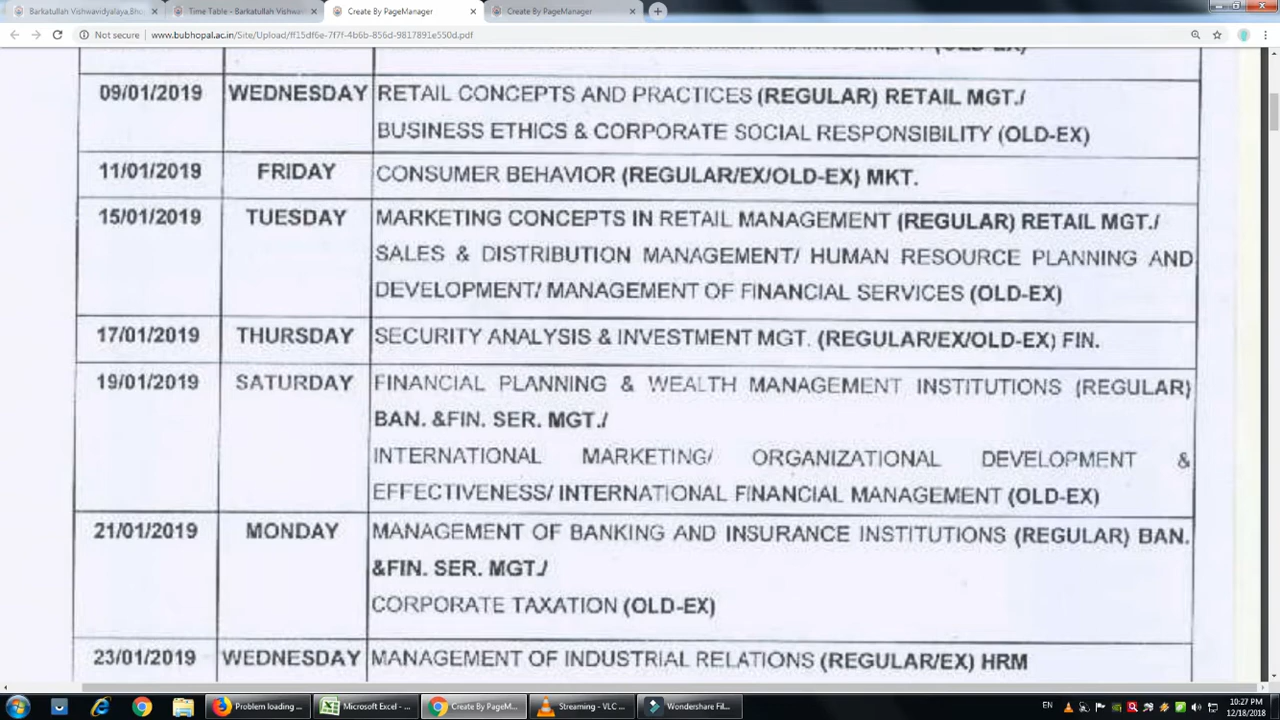 Barkatullah Vishwavidyalaya,Bho
Time Table - Barkatullah Vishwav
Create By PageManager
Create By PageManager
Not secure
www.bubhopal.ac.in/Site/Upload/ff15df6e-7f7f-4b6b-856d-9817891e550d.pdf
(OLD-EX)
09/01/2019 WEDNESDAY RETAIL CONCEPTS AND PRACTICES (REGULAR) RETAIL MGT./
BUSINESS ETHICS & CORPORATE SOCIAL RESPONSIBILITY (OLD-EX)
11/01/2019 FRIDAY CONSUMER BEHAVIOR (REGULAR/EX/OLD-EX) MKT.
15/01/2019 TUESDAY MARKETING CONCEPTS IN RETAIL MANAGEMENT (REGULAR) RETAIL MGT./
SALES & DISTRIBUTION MANAGEMENT/ HUMAN RESOURCE PLANNING AND
DEVELOPMENT/ MANAGEMENT OF FINANCIAL SERVICES (OLD-EX)
17/01/2019 THURSDAY SECURITY ANALYSIS & INVESTMENT MGT. (REGULAR/EX/OLD-EX) FIN.
19/01/2019 SATURDAY FINANCIAL PLANNING & WEALTH MANAGEMENT INSTITUTIONS (REGULAR)
BAN. &FIN. SER. MGT./
INTERNATIONAL MARKETING/ ORGANIZATIONAL DEVELOPMENT &
EFFECTIVENESS/ INTERNATIONAL FINANCIAL MANAGEMENT (OLD-EX)
21/01/2019 MONDAY MANAGEMENT OF BANKING AND INSURANCE INSTITUTIONS (REGULAR) BAN.
&FIN. SER. MGT./
CORPORATE TAXATION (OLD-EX)
23/01/2019 WEDNESDAY MANAGEMENT OF INDUSTRIAL RELATIONS (REGULAR/EX) HRM
Problem loading ...
Microsoft Excel - ...
Create By PageM...
Streaming - VLC ...
Wondershare Fil...
EN
10:27 PM
12/18/2018